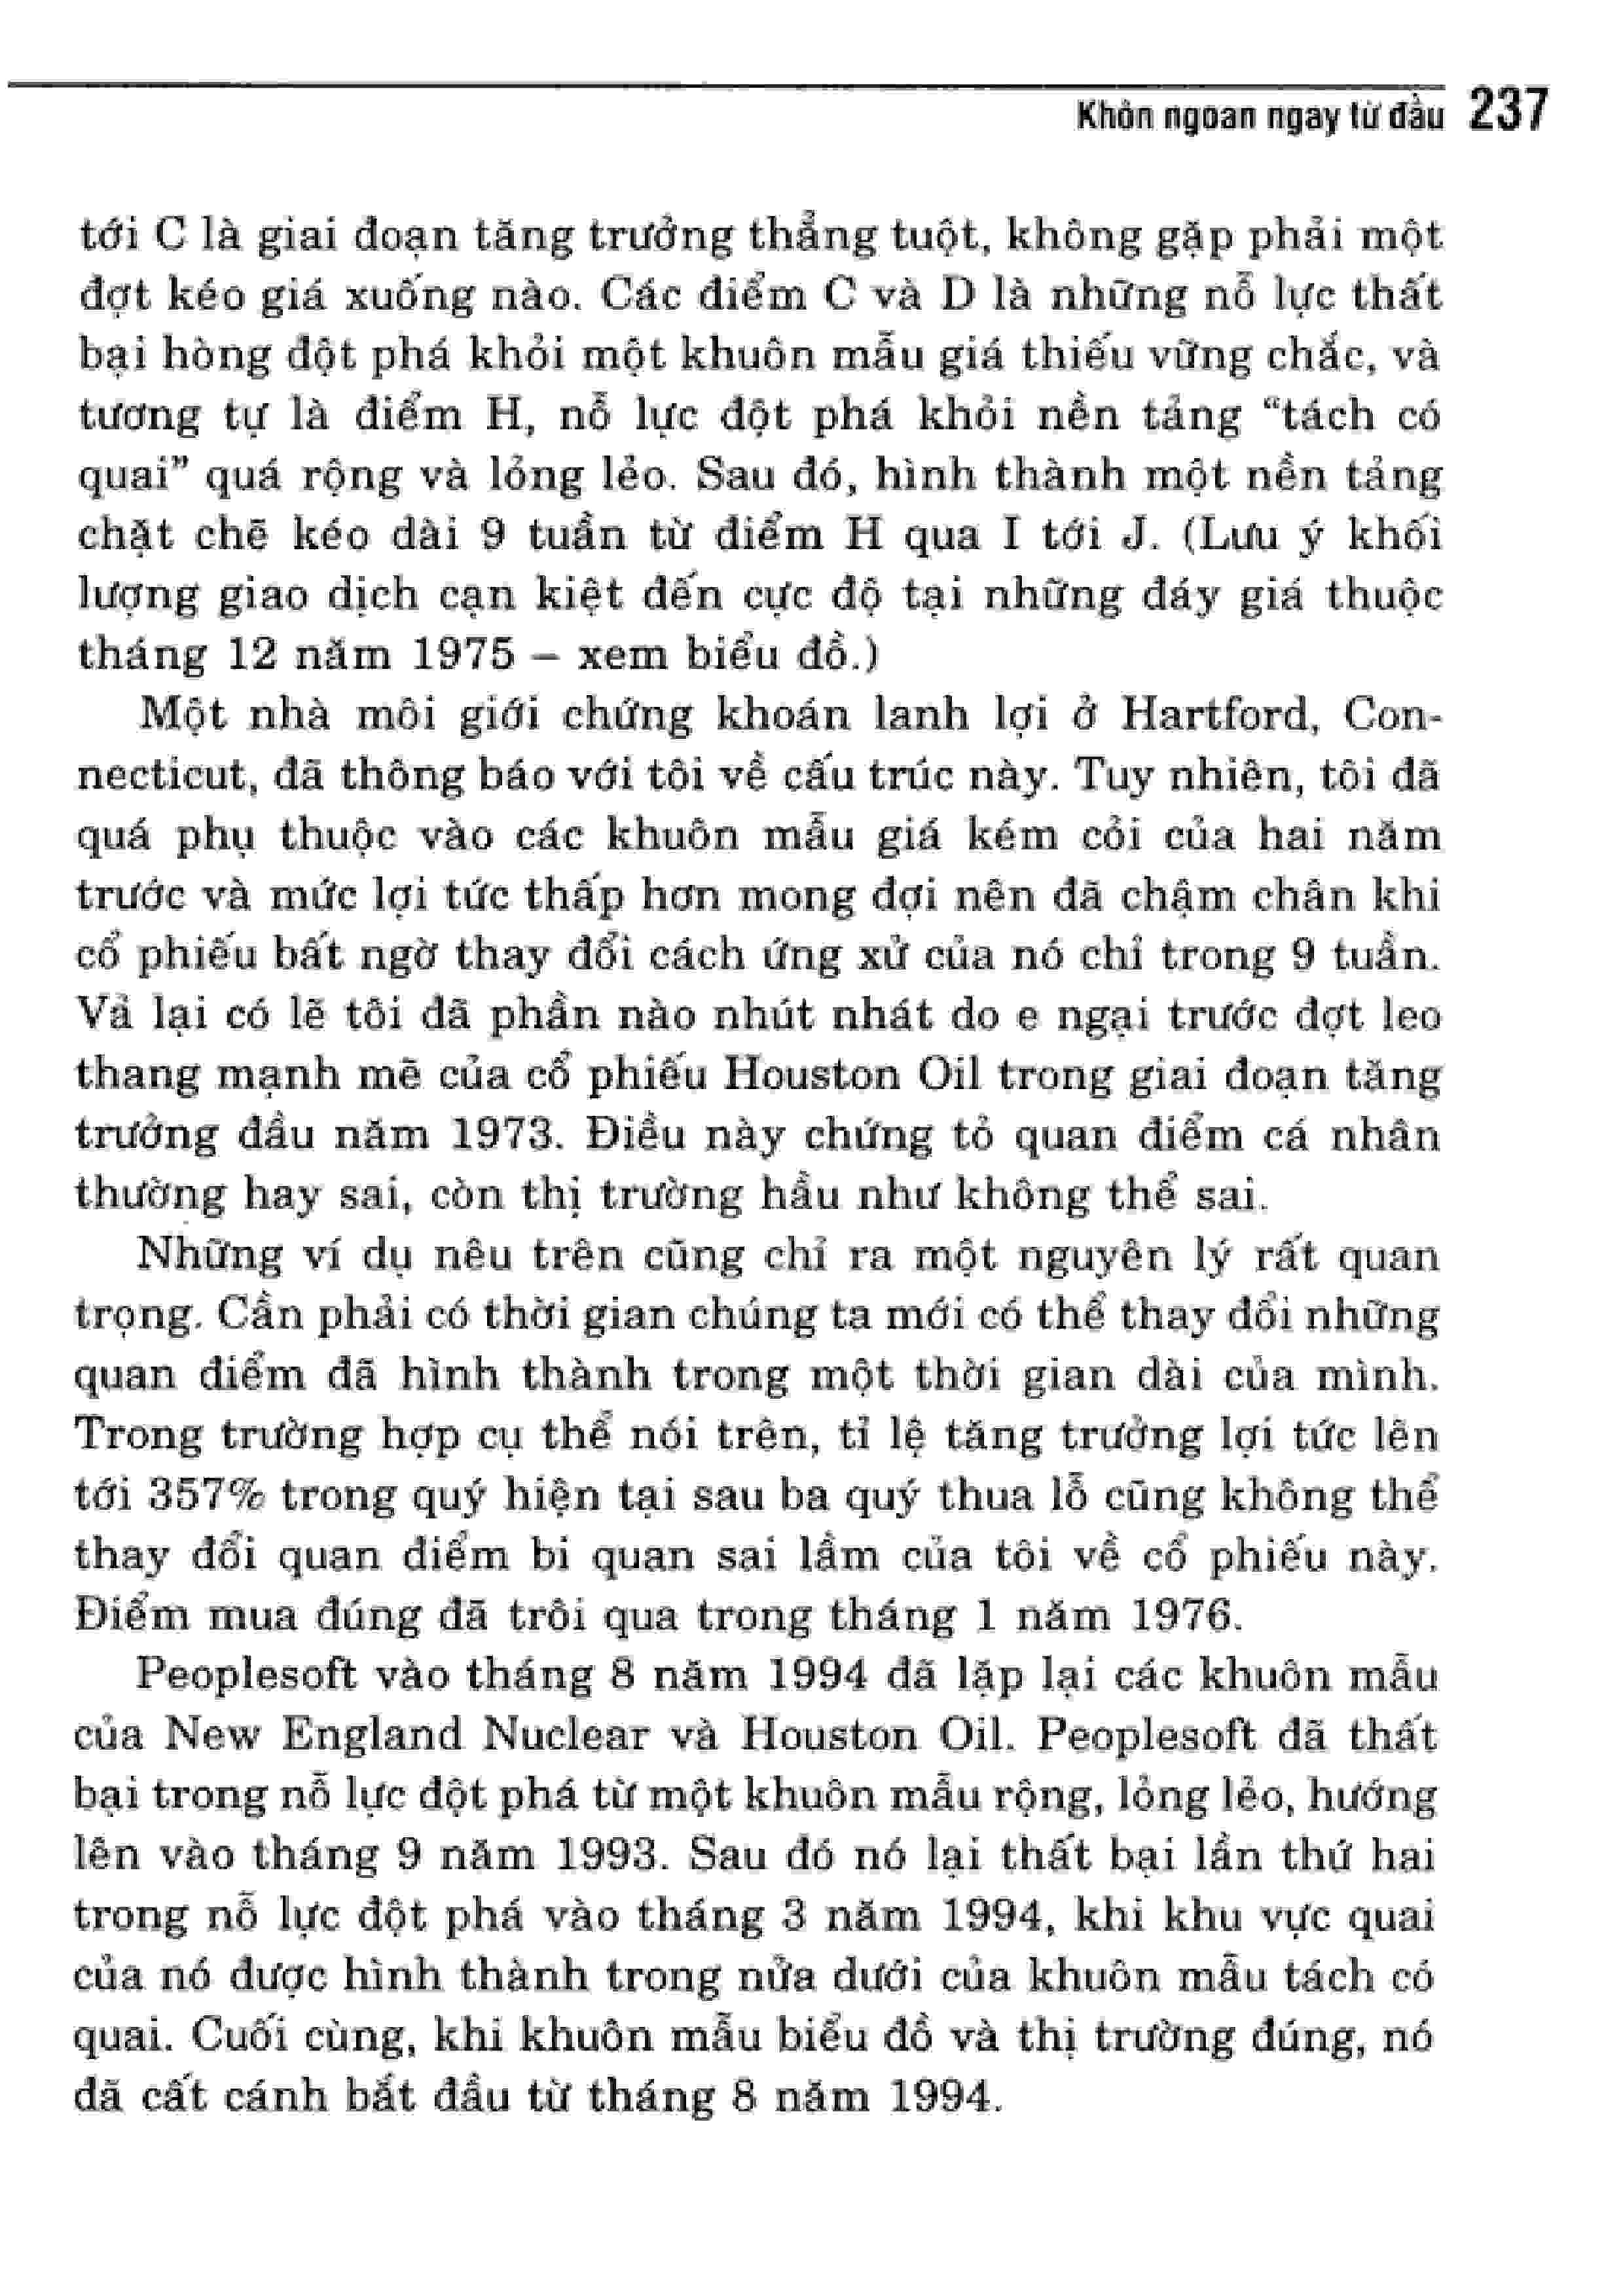 Khôn ngoan ngay từ đầu 237
tới C là giai đoạn tăng trưởng thẳng tuột, không gặp phải một
đợt kéo giá xuống nào. Các điểm C và D là những nỗ lực thất
bại hòng đột phá khỏi một khuôn mẫu giá thiếu vững chắc, và
tương tự là điểm H, nỗ lực đột phá khỏi nền tảng “tách có
quai” quá rộng và lỏng lẻo. Sau đó, hình thành một nền tảng
chặt chẽ kéo dài 9 tuần từ điểm H qua I tới J. (Lưu ý khối
lượng giao dịch cạn kiệt đến cực độ tại những đáy giá thuộc
tháng 12 năm 1975 – xem biểu đồ.)
Một nhà môi giới chứng khoán lanh lợi ở Hartford, Con-
necticut, đã thông báo với tôi về cấu trúc này. Tuy nhiên, tôi đã
quá phụ thuộc vào các khuôn mẫu giá kém cỏi của hai năm
trước và mức lợi tức thấp hơn mong đợi nên đã chậm chân khi
cổ phiếu bất ngờ thay đổi cách ứng xử của nó chỉ trong 9 tuần.
Vả lại có lẽ tôi đã phần nào nhút nhát do e ngại trước đợt leo
thang mạnh mẽ của cổ phiếu Houston Oil trong giai đoạn tăng
trưởng đầu năm 1973. Điều này chứng tỏ quan điểm cá nhân
thường hay sai, còn thị trường hầu như không thể sai.
Những ví dụ nêu trên cũng chỉ ra một nguyên lý rất quan
trọng. Cần phải có thời gian chúng ta mới có thể thay đổi những
quan điểm đã hình thành trong một thời gian dài của mình.
Trong trường hợp cụ thể nói trên, tỉ lệ tăng trưởng lợi tức lên
tới 357% trong quý hiện tại sau ba quý thua lỗ cũng không thể
thay đổi quan điểm bi quan sai lầm của tôi về cổ phiếu này.
Điểm mua đúng đã trôi qua trong tháng 1 năm 1976.
Peoplesoft vào tháng 8 năm 1994 đã lặp lại các khuôn mẫu
của New England Nuclear và Houston Oil. Peoplesoft đã thất
bại trong nỗ lực đột phá từ một khuôn mẫu rộng, lỏng lẻo, hướng
lên vào tháng 9 năm 1993. Sau đó nó lại thất bại lần thứ hai
trong nỗ lực đột phá vào tháng 3 năm 1994, khi khu vực quai
của nó được hình thành trong nửa dưới của khuôn mẫu tách có
quai. Cuối cùng, khi khuôn mẫu biểu đồ và thị trường đúng, nó
đã cất cánh bắt đầu từ tháng 8 năm 1994.